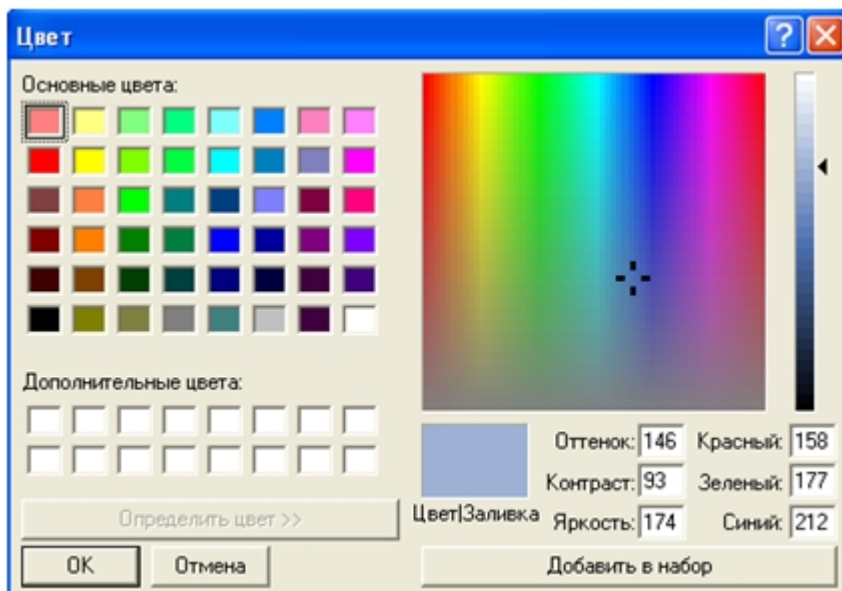 Цвет
Основные цвета:
Дополнительные цвета:
Определить цвет >>
OK
Отмена
Цвет|Заливка
Оттенок: 146
Красный: 158
Контраст: 93
Зеленый: 177
Яркость: 174
Синий: 212
Добавить в набор